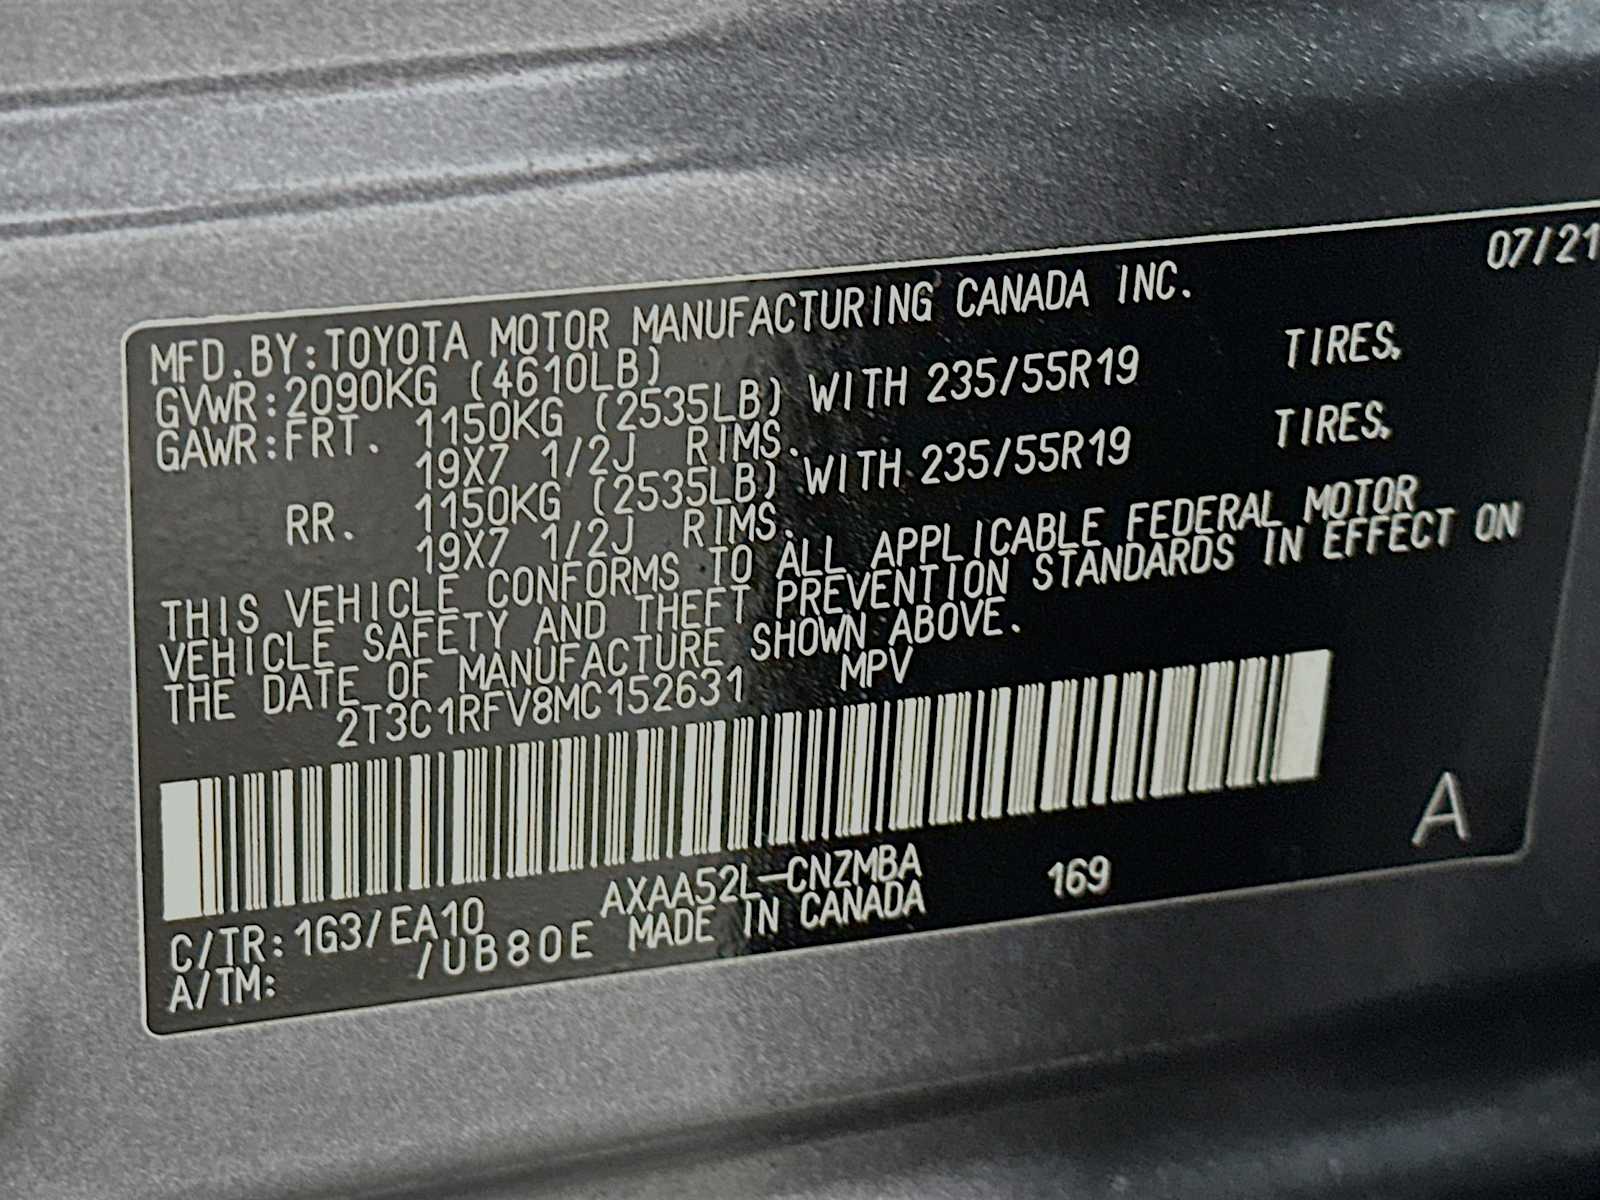 07/21
MFD.BY:TOYOTA MOTOR MANUFACTURING CANADA INC.
GVWR:2090KG (4610LB)
GAWR:FRT. 1150KG (2535LB) WITH 235/55R19 TIRES,
19X7 1/2J RIMS.
RR. 1150KG (2535LB) WITH 235/55R19 TIRES,
19X7 1/2J RIMS.
THIS VEHICLE CONFORMS TO ALL APPLICABLE FEDERAL MOTOR
VEHICLE SAFETY AND THEFT PREVENTION STANDARDS IN EFFECT ON
THE DATE OF MANUFACTURE SHOWN ABOVE.
2T3C1RFV8MC152631 MPV
A
C/TR:1G3/EA10 AXAA52L-CNZMBA 169
A/TM: /UB80E MADE IN CANADA